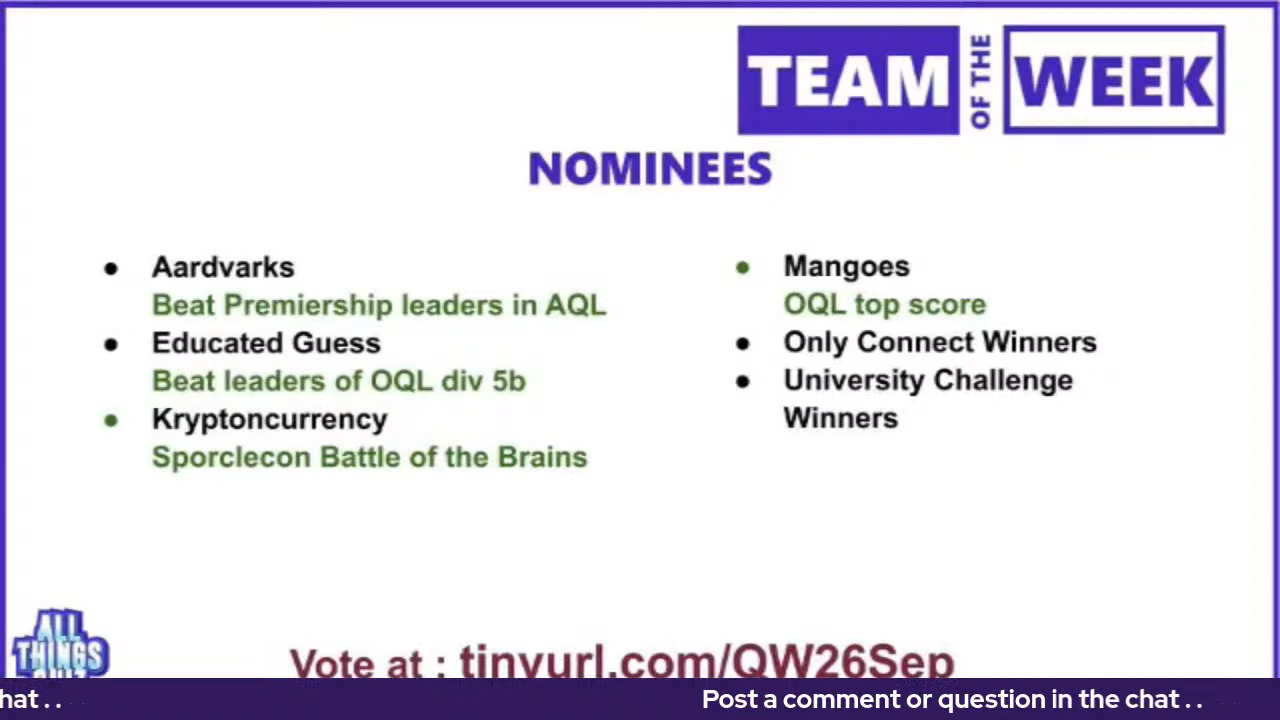 TEAM OF THE WEEK
NOMINEES
● Aardvarks
Beat Premiership leaders in AQL
● Educated Guess
Beat leaders of OQL div 5b
● Kryptoncurrency
Sporclecon Battle of the Brains
● Mangoes
OQL top score
● Only Connect Winners
● University Challenge
Winners
ALL
THINGS
Vote at : tinyurl.com/QW26Sep
hat . .
Post a comment or question in the chat . .